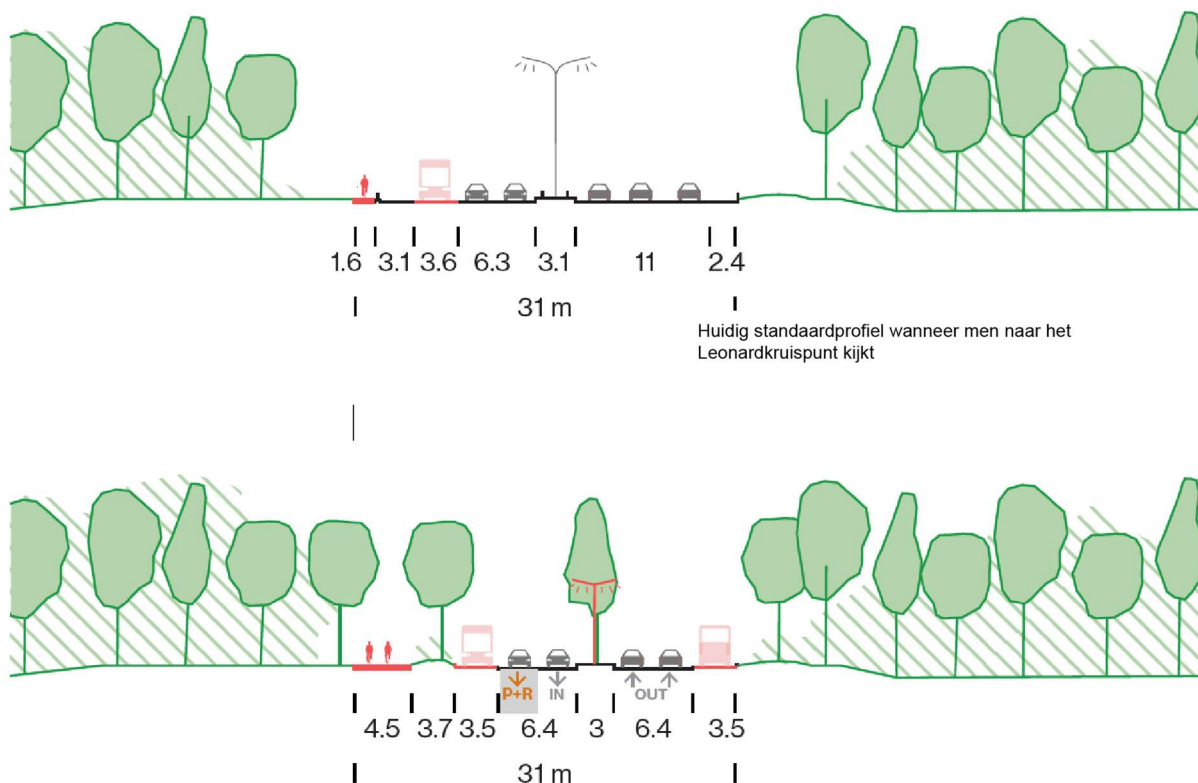 1.6 3.1 3.6 6.3 3.1 11 2.4
31 m
Huidig standaardprofiel wanneer men naar het
Leonardkruispunt kijkt
P+R IN OUT
4.5 3.7 3.5 6.4 3 6.4 3.5
31 m